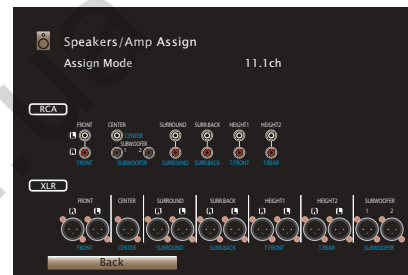 Speakers/Amp Assign
Assign Mode 11.1ch
RCA
FRONT CENTER SURROUND SURR.BACK HEIGHT1 HEIGHT2
L CENTER
SUBWOOFER
R 1 2
FRONT SUBWOOFER SURROUND SURR.BACK T.FRONT T.REAR
XLR
FRONT CENTER SURROUND SURR.BACK HEIGHT1 HEIGHT2 SUBWOOFER
R L R L R L R L R L 1 2
FRONT CENTER SURROUND SURR.BACK T.FRONT T.REAR SUBWOOFER
Back